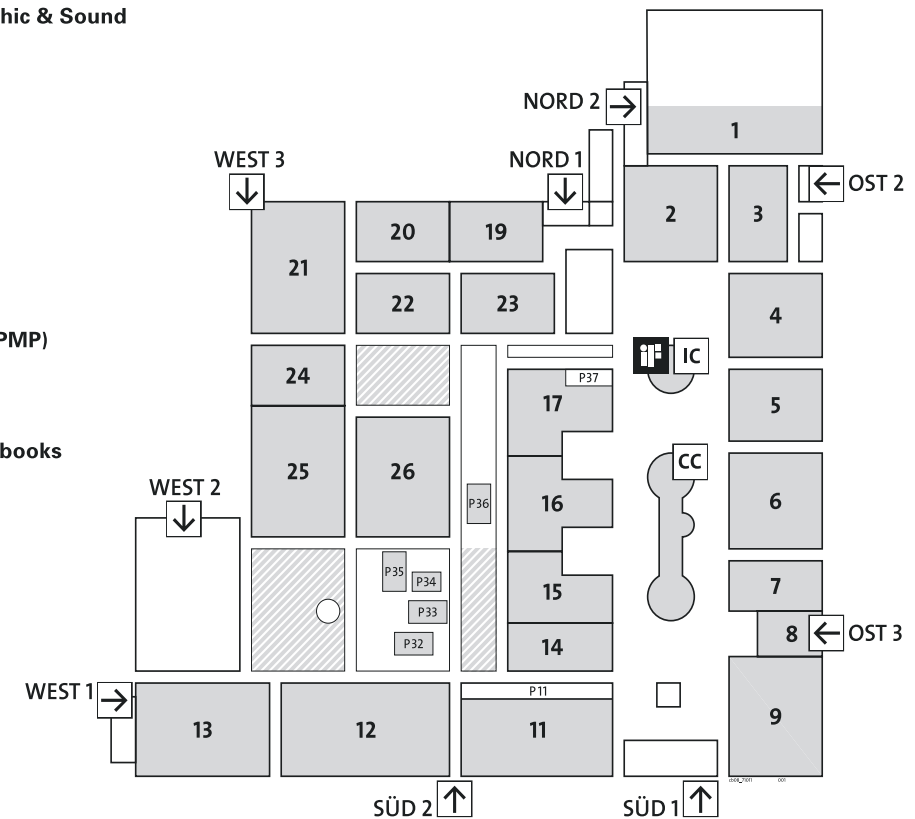 hic & Sound
NORD 2
1
WEST 3
NORD 1
OST 2
20
19
2
3
21
22
23
4
PMP)
iF
IC
24
P37
17
5
books
25
26
CC
WEST 2
P36
16
6
P35
P34
15
7
P33
P32
14
8
OST 3
WEST 1
P11
13
12
11
9
001
SÜD 2
SÜD 1